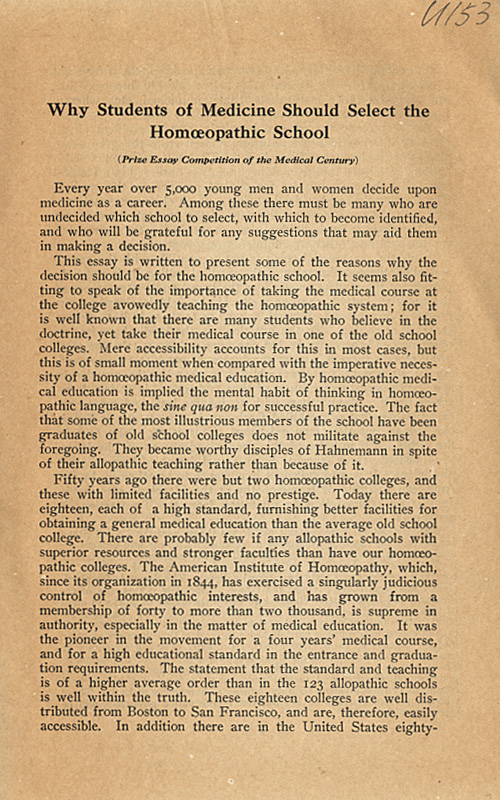 U153
Why Students of Medicine Should Select the
Homœopathic School
(Prize Essay Competition of the Medical Century)
Every year over 5,000 young men and women decide upon
medicine as a career. Among these there must be many who are
undecided which school to select, with which to become identified,
and who will be grateful for any suggestions that may aid them
in making a decision.
This essay is written to present some of the reasons why the
decision should be for the homœopathic school. It seems also fit-
ting to speak of the importance of taking the medical course at
the college avowedly teaching the homœopathic system; for it
is well known that there are many students who believe in the
doctrine, yet take their medical course in one of the old school
colleges. Mere accessibility accounts for this in most cases, but
this is of small moment when compared with the imperative neces-
sity of a homœopathic medical education. By homœopathic medi-
cal education is implied the mental habit of thinking in homœo-
pathic language, the sine qua non for successful practice. The fact
that some of the most illustrious members of the school have been
graduates of old school colleges does not militate against the
foregoing. They became worthy disciples of Hahnemann in spite
of their allopathic teaching rather than because of it.
Fifty years ago there were but two homœopathic colleges, and
these with limited facilities and no prestige. Today there are
eighteen, each of a high standard, furnishing better facilities for
obtaining a general medical education than the average old school
college. There are probably few if any allopathic schools with
superior resources and stronger faculties than have our homœo-
pathic colleges. The American Institute of Homœopathy, which,
since its organization in 1844, has exercised a singularly judicious
control of homœopathic interests, and has grown from a
membership of forty to more than two thousand, is supreme in
authority, especially in the matter of medical education. It was
the pioneer in the movement for a four years' medical course,
and for a high educational standard in the entrance and gradua-
tion requirements. The statement that the standard and teaching
is of a higher average order than in the 123 allopathic schools
is well within the truth. These eighteen colleges are well dis-
tributed from Boston to San Francisco, and are, therefore, easily
accessible. In addition there are in the United States eighty-